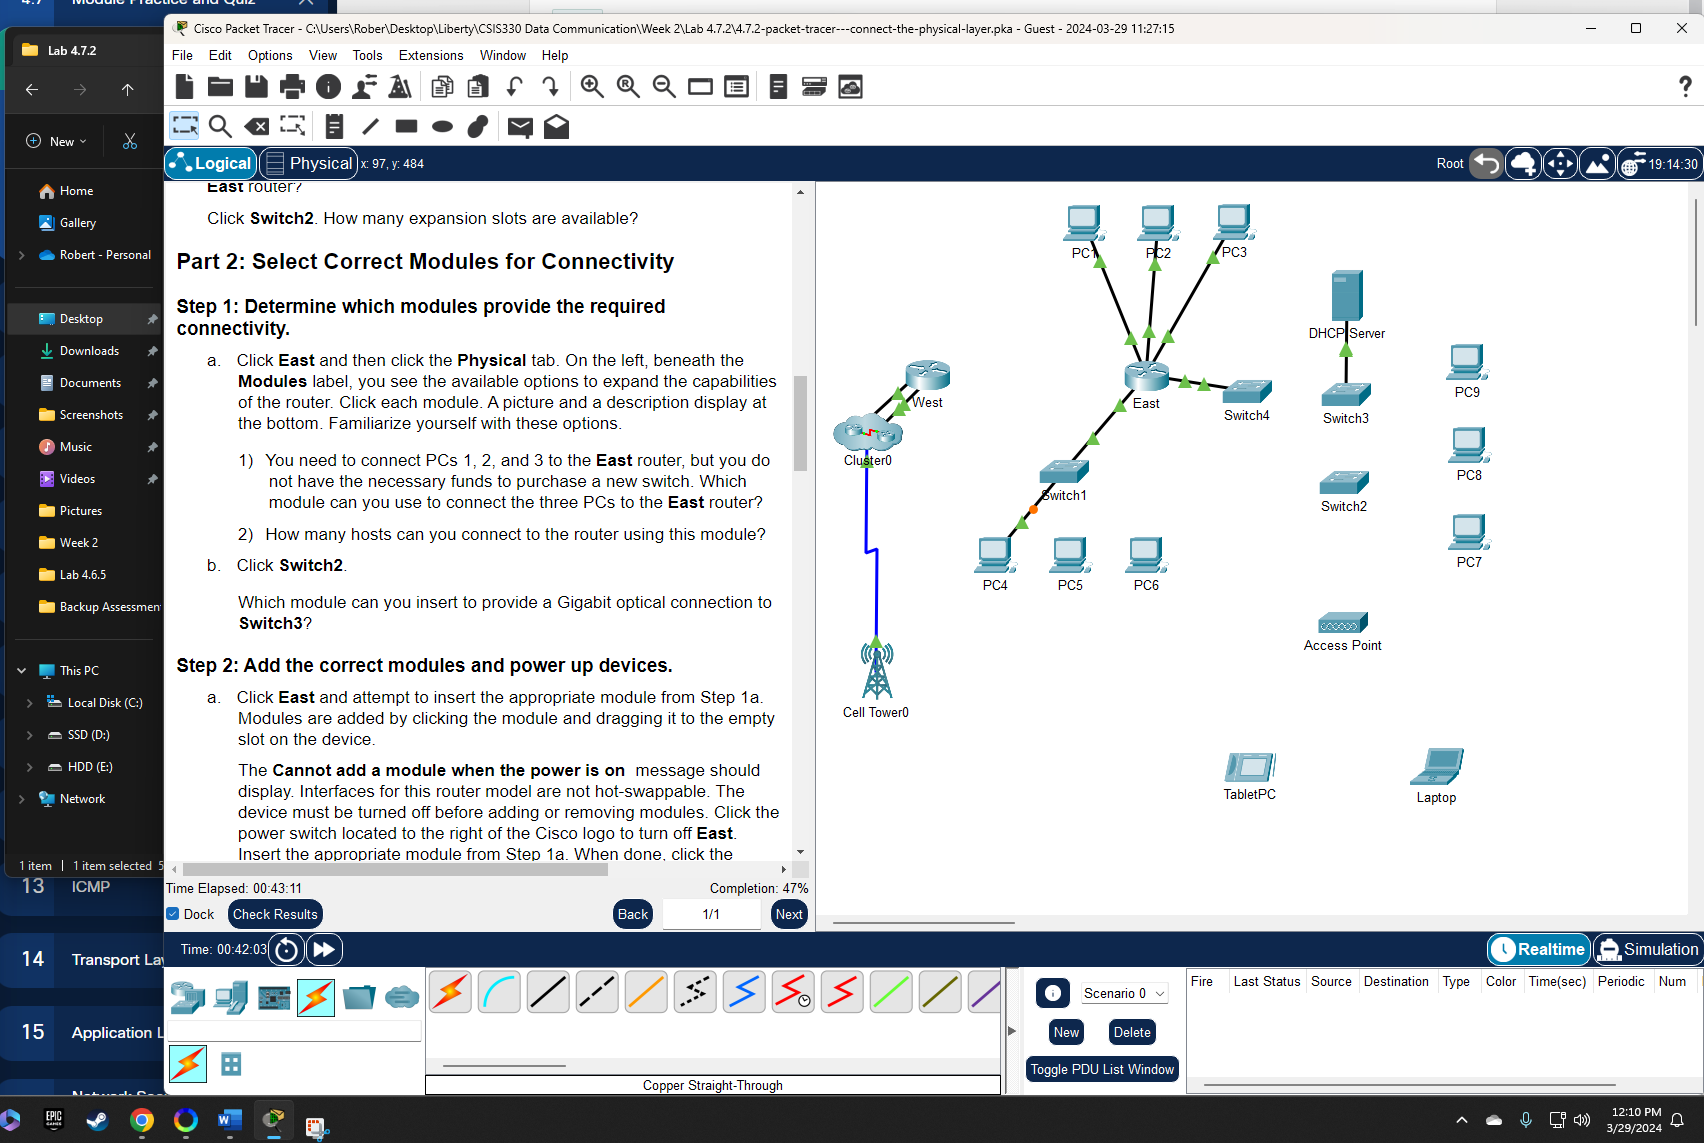 4.7
Module Practice and Quiz
Lab 4.7.2
Cisco Packet Tracer - C:\Users\Rober\Desktop\Liberty\CSIS330 Data Communication\Week 2\Lab 4.7.2\4.7.2-packet-tracer---connect-the-physical-layer.pka - Guest - 2024-03-29 11:27:15
File Edit Options View Tools Extensions Window Help
New
Logical
Physical
x: 97, y: 484
Root
19:14:30
Home
Gallery
Robert - Personal
Desktop
Downloads
Documents
Screenshots
Music
Videos
Pictures
Week 2
Lab 4.6.5
Backup Assessmen
This PC
Local Disk (C:)
SSD (D:)
HDD (E:)
Network
1 item
1 item selected 5
13 ICMP
14 Transport La
15 Application L
East router?
Click Switch2. How many expansion slots are available?
Part 2: Select Correct Modules for Connectivity
Step 1: Determine which modules provide the required
connectivity.
a. Click East and then click the Physical tab. On the left, beneath the
Modules label, you see the available options to expand the capabilities
of the router. Click each module. A picture and a description display at
the bottom. Familiarize yourself with these options.
1) You need to connect PCs 1, 2, and 3 to the East router, but you do
not have the necessary funds to purchase a new switch. Which
module can you use to connect the three PCs to the East router?
2) How many hosts can you connect to the router using this module?
b. Click Switch2.
Which module can you insert to provide a Gigabit optical connection to
Switch3?
Step 2: Add the correct modules and power up devices.
a. Click East and attempt to insert the appropriate module from Step 1a.
Modules are added by clicking the module and dragging it to the empty
slot on the device.
The Cannot add a module when the power is on message should
display. Interfaces for this router model are not hot-swappable. The
device must be turned off before adding or removing modules. Click the
power switch located to the right of the Cisco logo to turn off East.
Insert the appropriate module from Step 1a. When done, click the
Time Elapsed: 00:43:11
Completion: 47%
Dock
Check Results
Back
1/1
Next
PC1
PC2
PC3
DHCP Server
West
East
Switch4
Switch3
PC9
Cluster0
Switch1
Switch2
PC8
PC4
PC5
PC6
PC7
Access Point
Cell Tower0
TabletPC
Laptop
Time: 00:42:03
Realtime
Simulation
Copper Straight-Through
Scenario 0
New
Delete
Toggle PDU List Window
Fire Last Status Source Destination Type Color Time(sec) Periodic Num
EPIC
GAMES
12:10 PM
3/29/2024